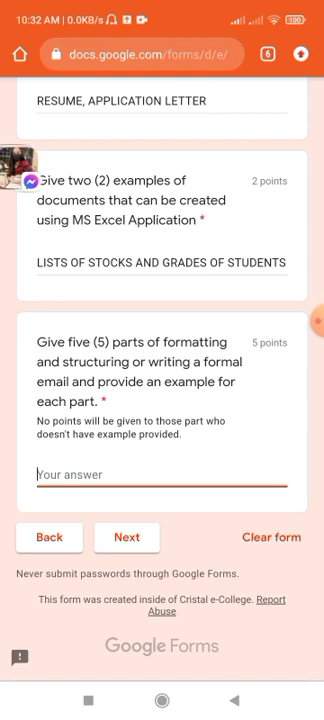 10:32 AM | 0.0KB/s
100
docs.google.com/forms/d/e/
6
RESUME, APPLICATION LETTER
Give two (2) examples of
2 points
documents that can be created
using MS Excel Application *
LISTS OF STOCKS AND GRADES OF STUDENTS
Give five (5) parts of formatting
5 points
and structuring or writing a formal
email and provide an example for
each part. *
No points will be given to those part who
doesn't have example provided.
Your answer
Back
Next
Clear form
Never submit passwords through Google Forms.
This form was created inside of Cristal e-College. Report
Abuse
Google Forms